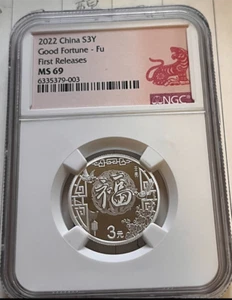 2022 China S3Y
Good Fortune - Fu
First Releases
MS 69
6335379-003
NGC
福
3元